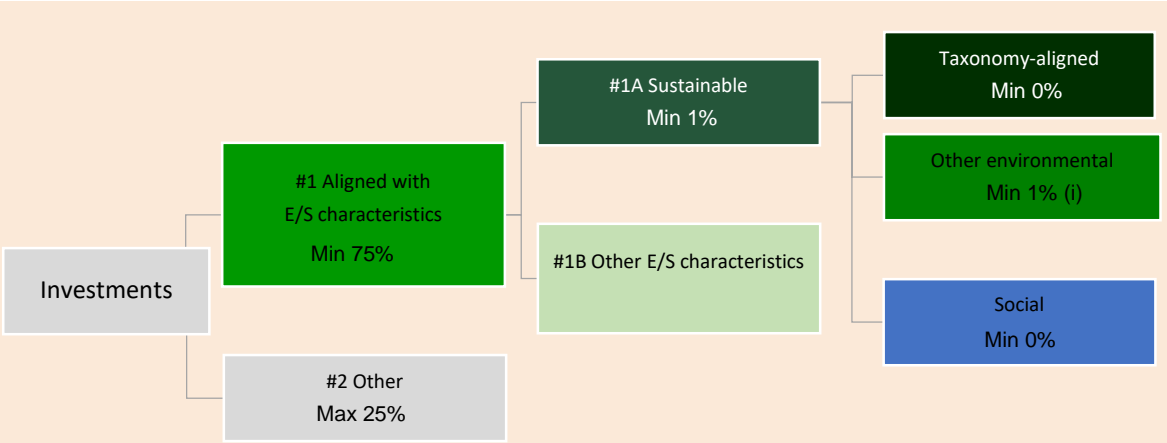 Investments
#1 Aligned with
E/S characteristics
Min 75%
#2 Other
Max 25%
#1A Sustainable
Min 1%
#1B Other E/S characteristics
Taxonomy-aligned
Min 0%
Other environmental
Min 1% (i)
Social
Min 0%